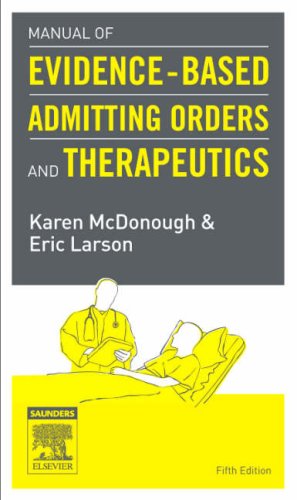 MANUAL OF
EVIDENCE-BASED
ADMITTING ORDERS
AND THERAPEUTICS
Karen McDonough &
Eric Larson
SAUNDERS
ELSEVIER
Fifth Edition